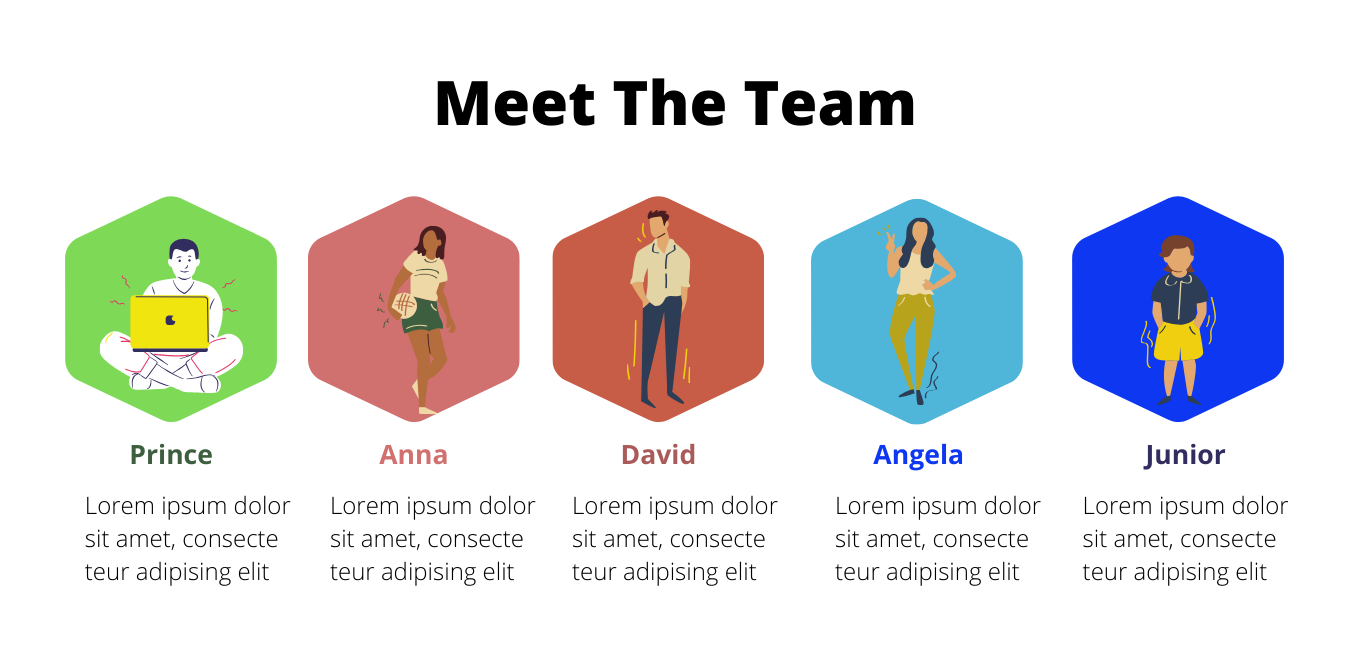 Meet The Team
Prince
Lorem ipsum dolor
sit amet, consecte
teur adipising elit
Anna
Lorem ipsum dolor
sit amet, consecte
teur adipising elit
David
Lorem ipsum dolor
sit amet, consecte
teur adipising elit
Angela
Lorem ipsum dolor
sit amet, consecte
teur adipising elit
Junior
Lorem ipsum dolor
sit amet, consecte
teur adipising elit